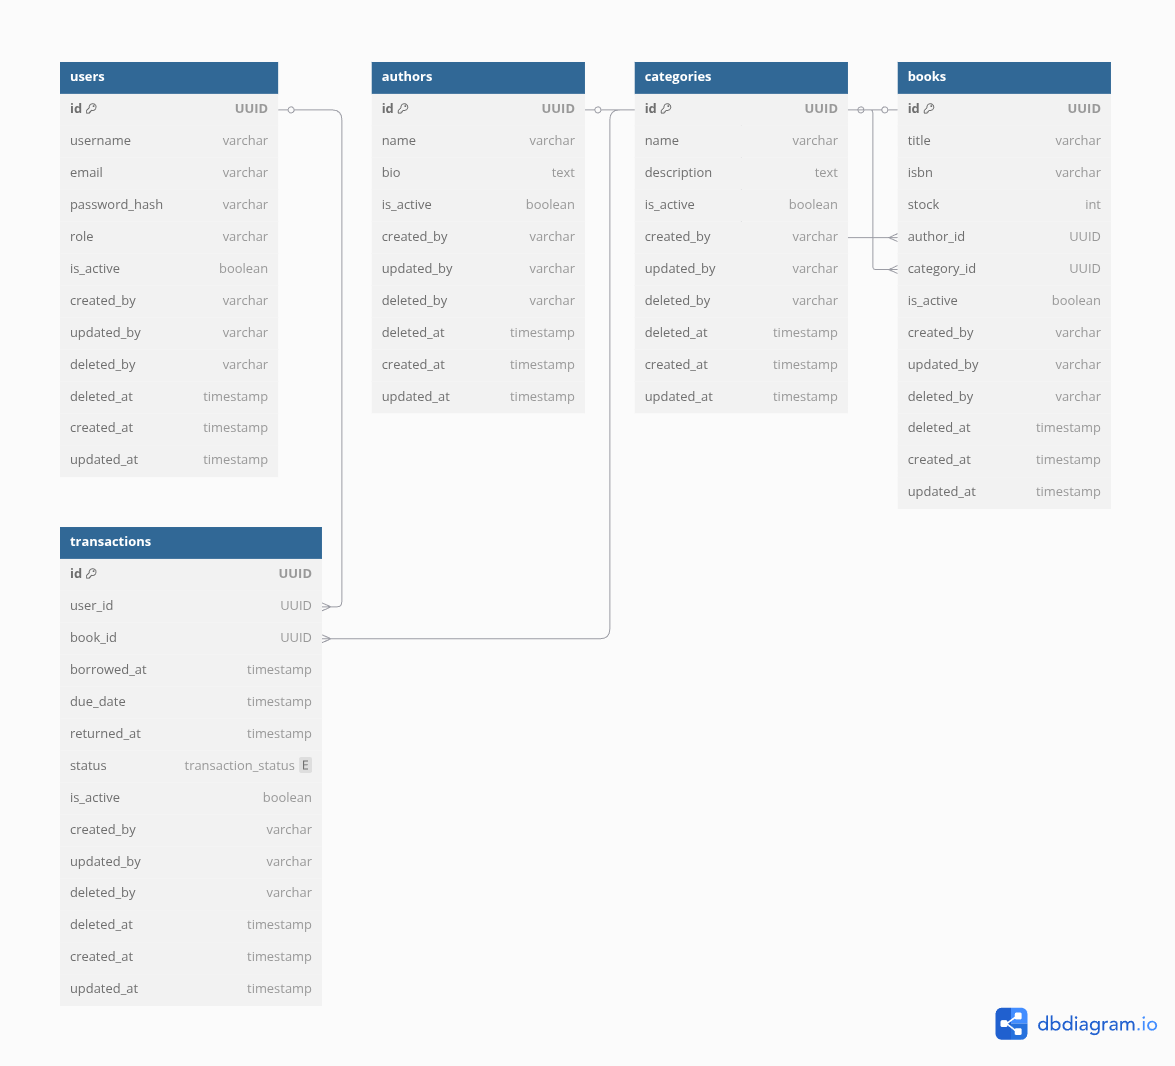 users
id UUID
username varchar
email varchar
password_hash varchar
role varchar
is_active boolean
created_by varchar
updated_by varchar
deleted_by varchar
deleted_at timestamp
created_at timestamp
updated_at timestamp
authors
id UUID
name varchar
bio text
is_active boolean
created_by varchar
updated_by varchar
deleted_by varchar
deleted_at timestamp
created_at timestamp
updated_at timestamp
categories
id UUID
name varchar
description text
is_active boolean
created_by varchar
updated_by varchar
deleted_by varchar
deleted_at timestamp
created_at timestamp
updated_at timestamp
books
id UUID
title varchar
isbn varchar
stock int
author_id UUID
category_id UUID
is_active boolean
created_by varchar
updated_by varchar
deleted_by varchar
deleted_at timestamp
created_at timestamp
updated_at timestamp
transactions
id UUID
user_id UUID
book_id UUID
borrowed_at timestamp
due_date timestamp
returned_at timestamp
status transaction_status E
is_active boolean
created_by varchar
updated_by varchar
deleted_by varchar
deleted_at timestamp
created_at timestamp
updated_at timestamp
dbdiagram.io